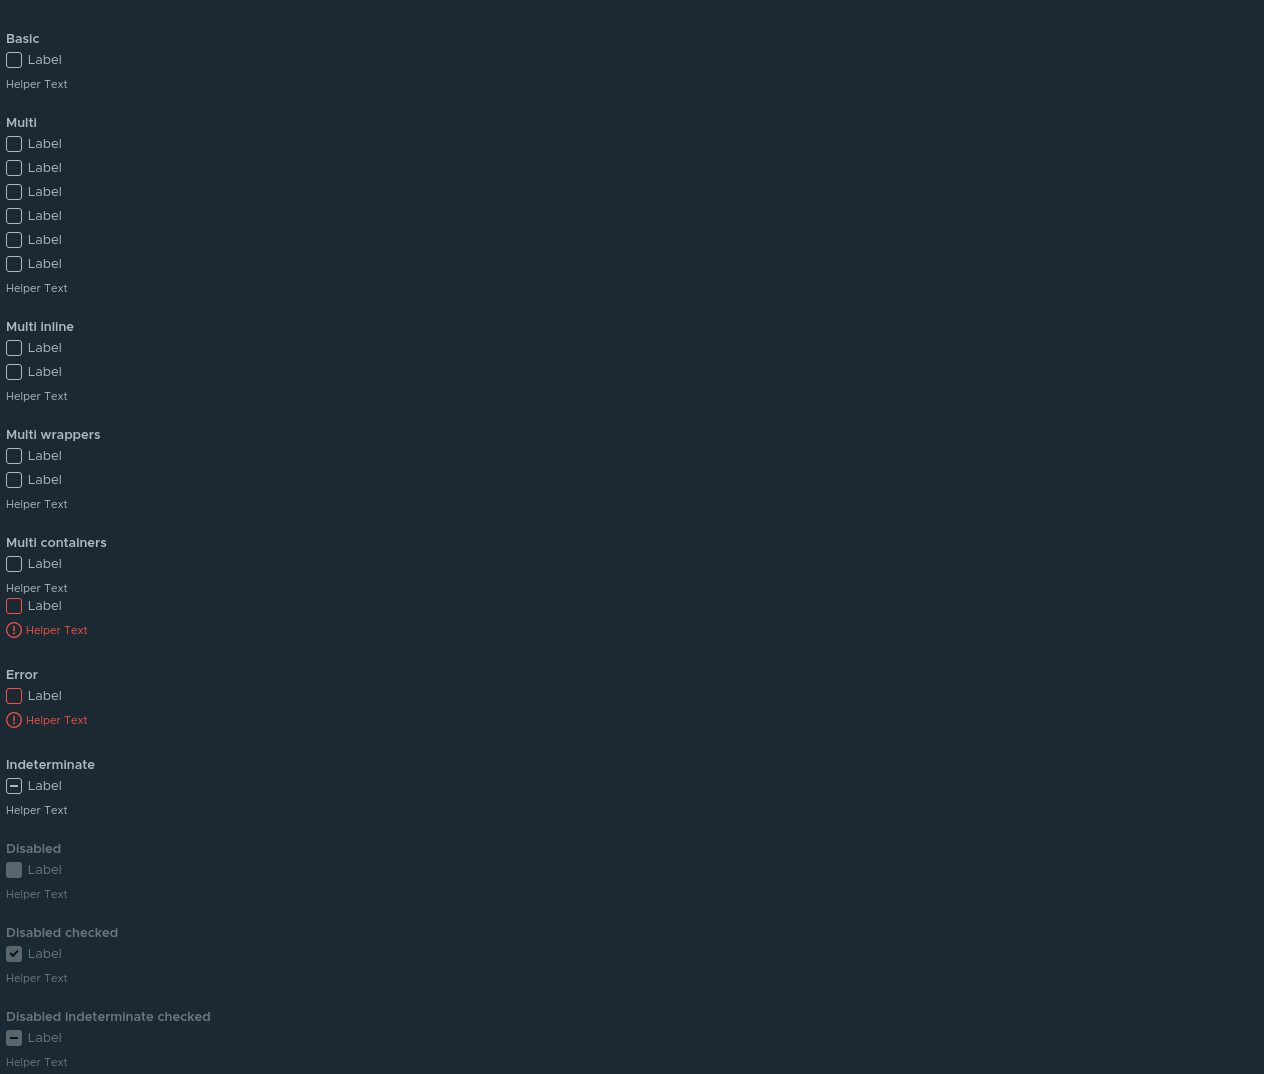 Basic
Label
Helper Text
Multi
Label
Label
Label
Label
Label
Label
Helper Text
Multi inline
Label
Label
Helper Text
Multi wrappers
Label
Label
Helper Text
Multi containers
Label
Helper Text
Label
Helper Text
Error
Label
Helper Text
Indeterminate
Label
Helper Text
Disabled
Label
Helper Text
Disabled checked
Label
Helper Text
Disabled indeterminate checked
Label
Helper Text